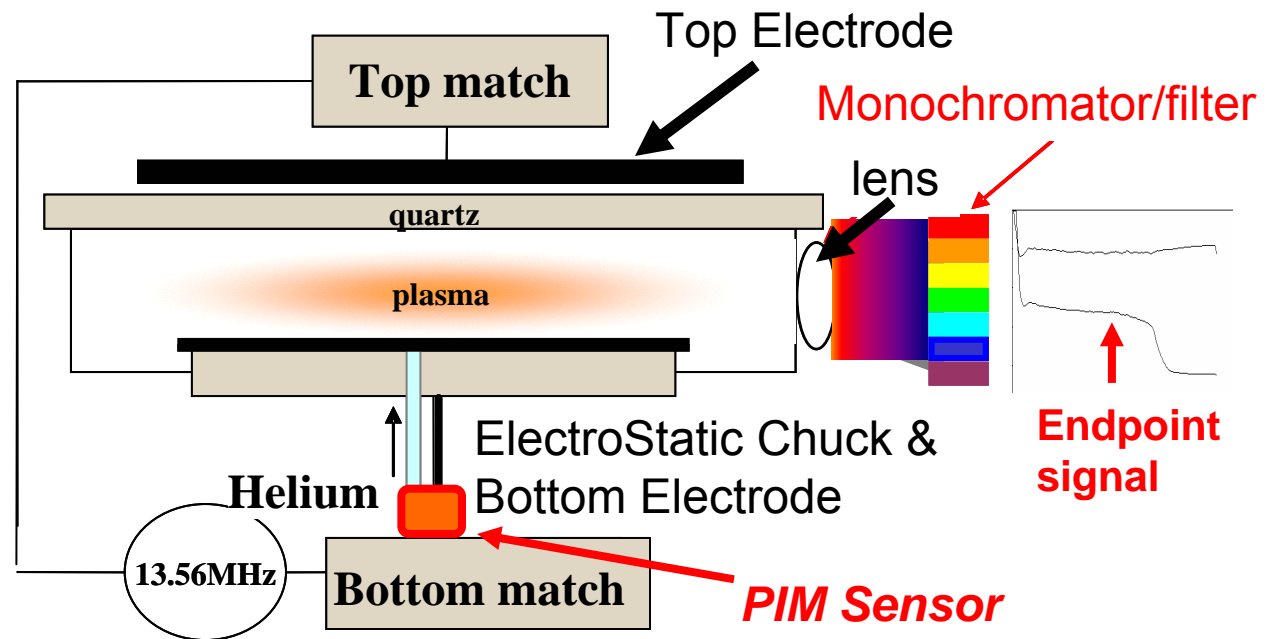 Top Electrode
Top match
Monochromator/filter
lens
quartz
plasma
Endpoint
signal
ElectroStatic Chuck &
Bottom Electrode
Helium
13.56MHz
Bottom match
PIM Sensor